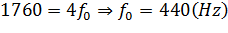 1760 = 4f₀ ⇒ f₀ = 440(Hz)